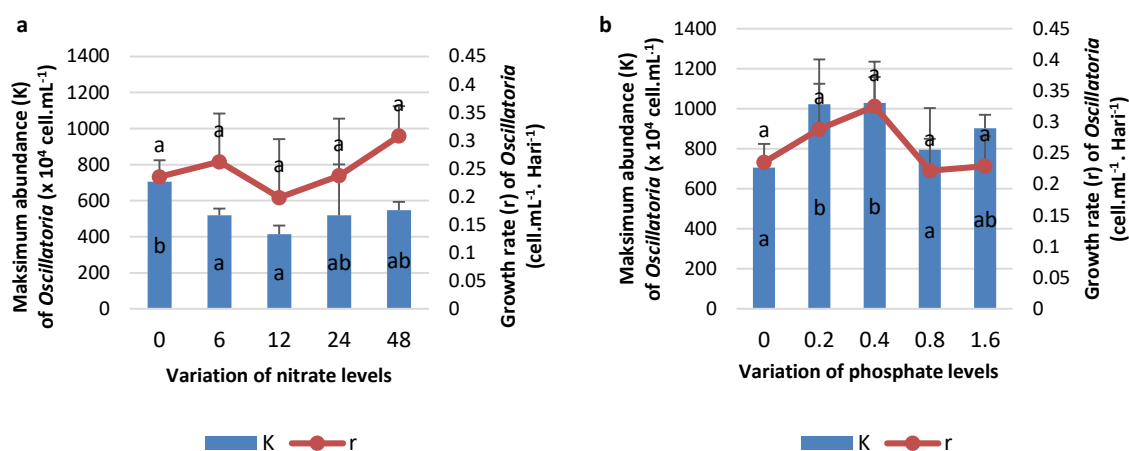 a
Maksimum abundance (K)
of Oscillatoria (x 10⁴ cell.mL⁻¹)
1400
1200
1000
800
600
400
200
0
a
a
a
a
a
b
a
a
ab
ab
0 6 12 24 48
Variation of nitrate levels
0.45
0.4
0.35
0.3
0.25
0.2
0.15
0.1
0.05
0
Growth rate (r) of Oscillatoria
(cell.mL⁻¹. Hari⁻¹)
K r
b
Maksimum abundance (K)
of Oscillatoria (x 10⁴ cell.mL⁻¹)
1400
1200
1000
800
600
400
200
0
a
a
a
a
a
a
b
b
a
ab
0 0.2 0.4 0.8 1.6
Variation of phosphate levels
0.45
0.4
0.35
0.3
0.25
0.2
0.15
0.1
0.05
0
Growth rate (r) of Oscillatoria
(cell.mL⁻¹. Hari⁻¹)
K r